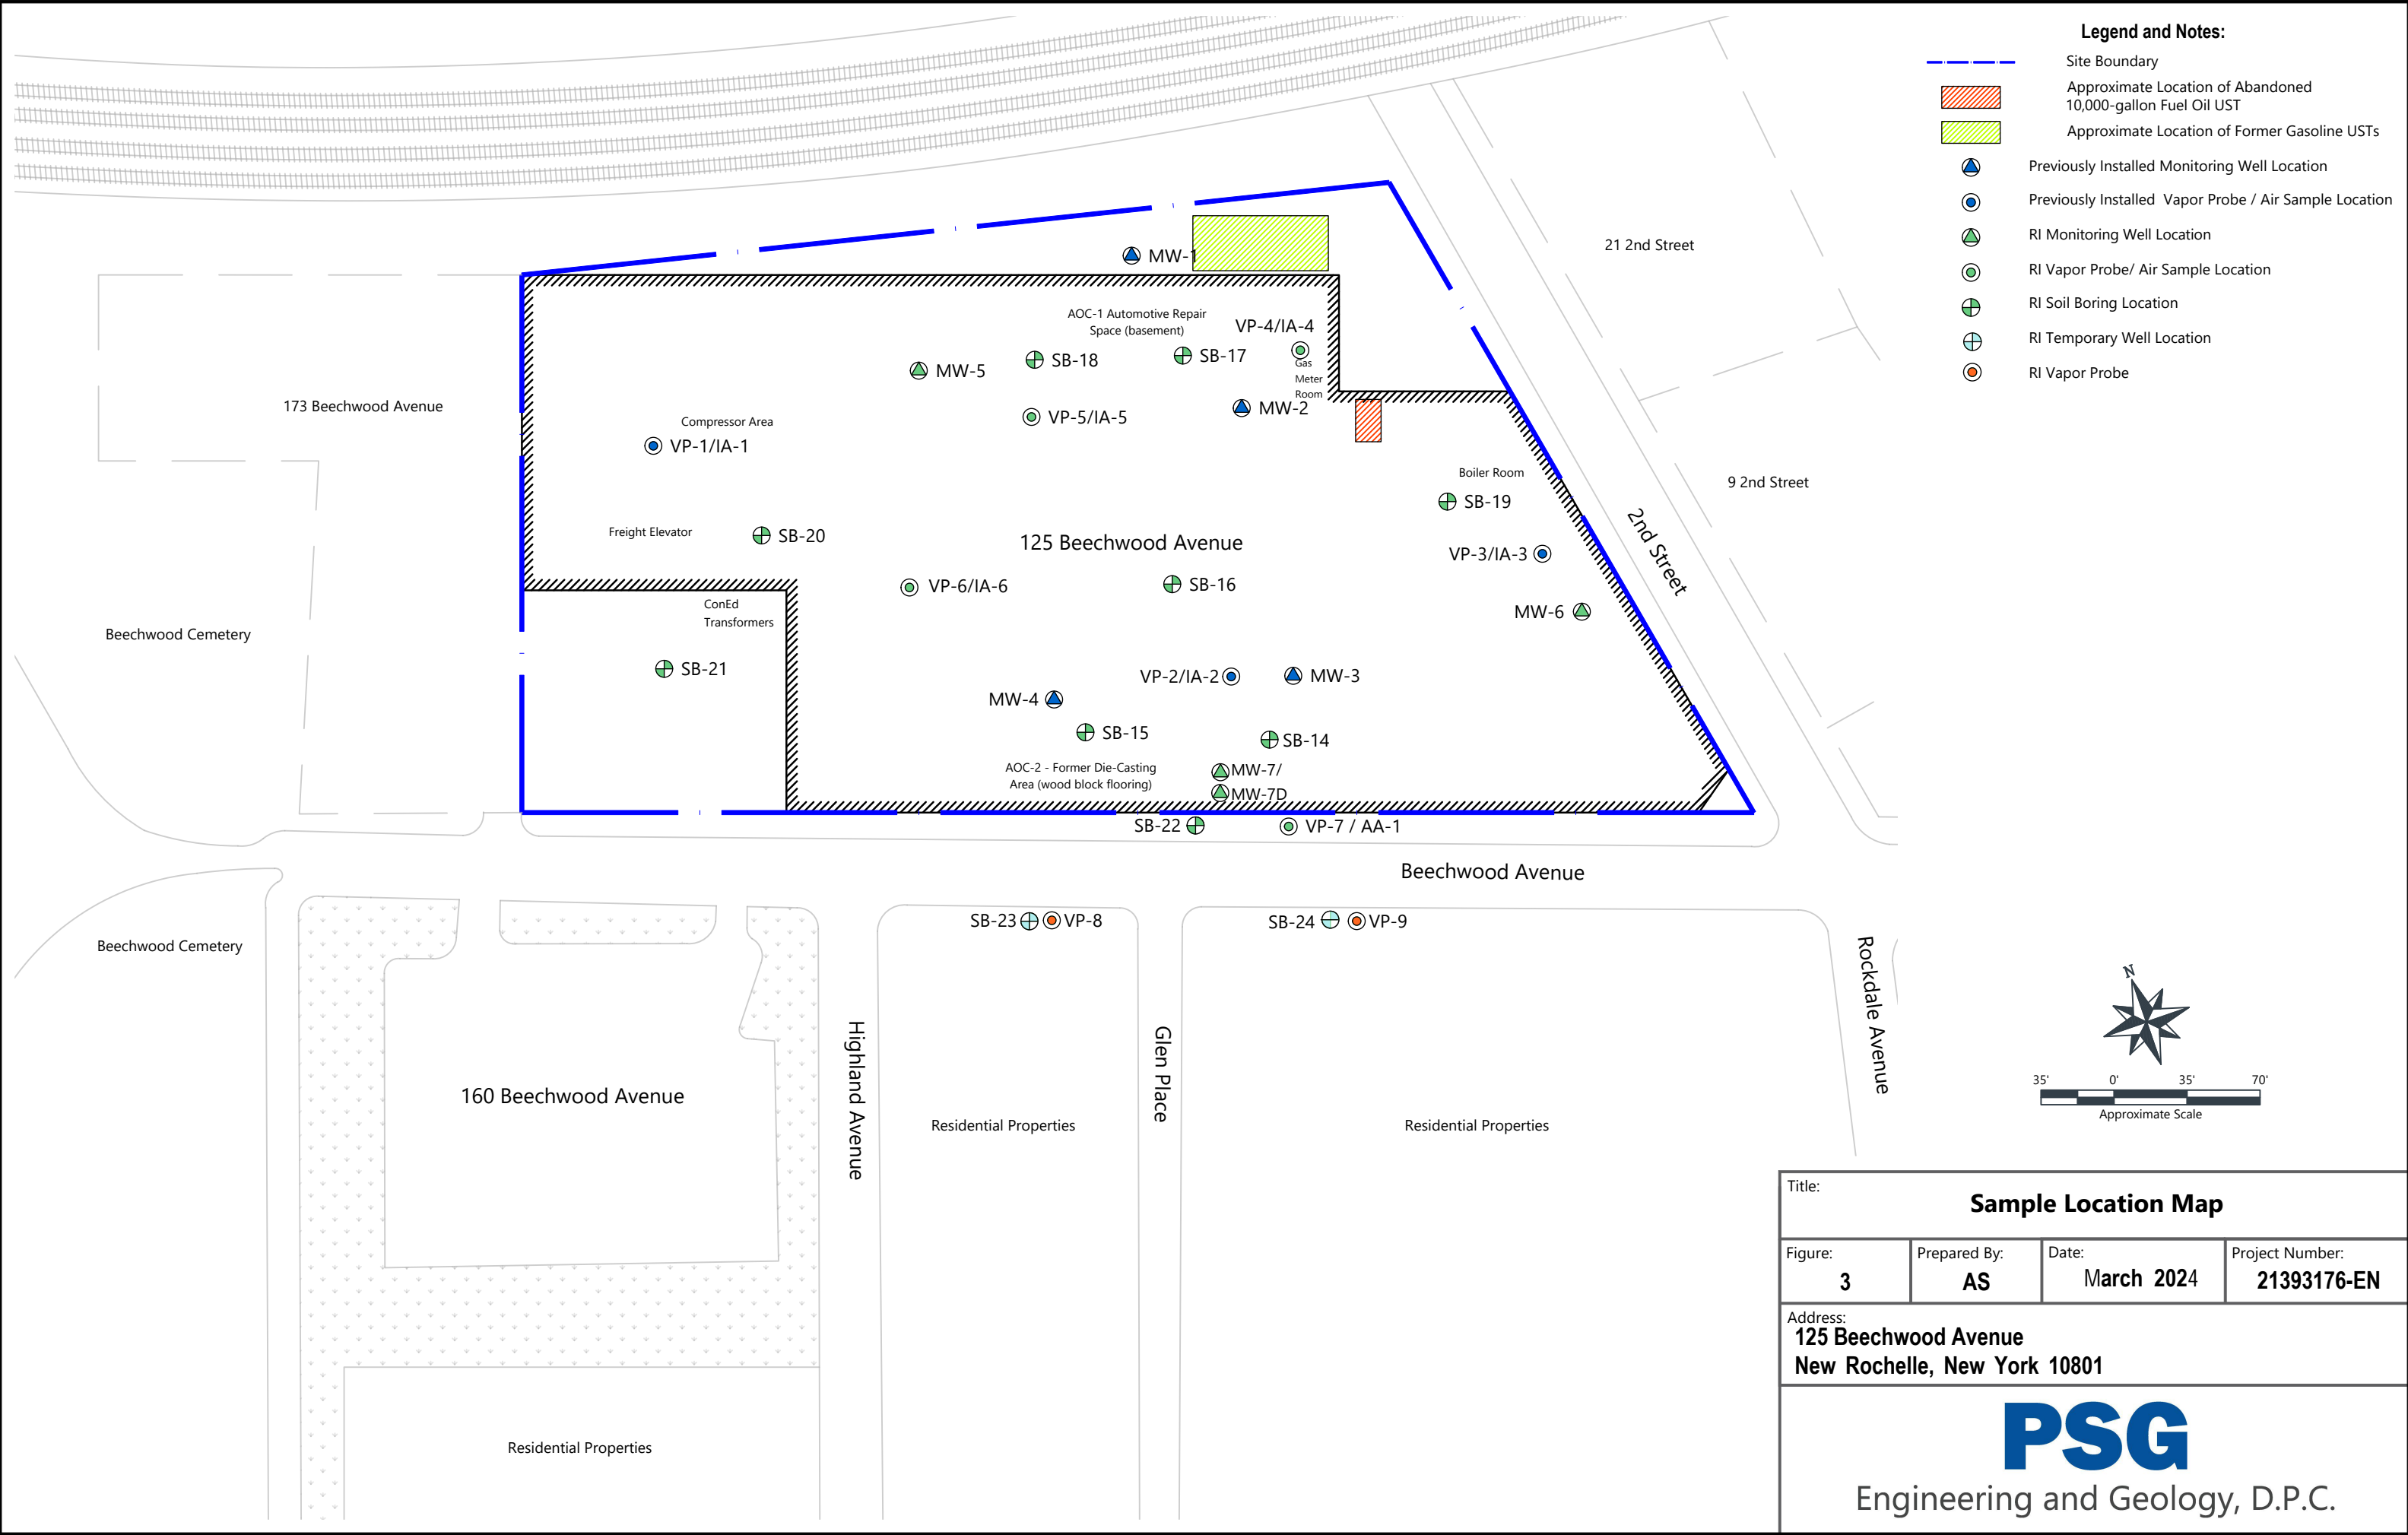 Legend and Notes:
Site Boundary
Approximate Location of Abandoned
10,000-gallon Fuel Oil UST
Approximate Location of Former Gasoline USTs
Previously Installed Monitoring Well Location
Previously Installed Vapor Probe / Air Sample Location
RI Monitoring Well Location
RI Vapor Probe/ Air Sample Location
RI Soil Boring Location
RI Temporary Well Location
RI Vapor Probe
21 2nd Street
MW-1
AOC-1 Automotive Repair
Space (basement)
VP-4/IA-4
SB-18
SB-17
MW-5
Gas
Meter
Room
173 Beechwood Avenue
MW-2
VP-5/IA-5
Compressor Area
VP-1/IA-1
Boiler Room
9 2nd Street
SB-19
2nd Street
Freight Elevator
SB-20
125 Beechwood Avenue
VP-3/IA-3
VP-6/IA-6
SB-16
ConEd
Transformers
MW-6
Beechwood Cemetery
SB-21
VP-2/IA-2
MW-3
MW-4
SB-15
SB-14
AOC-2 - Former Die-Casting
Area (wood block flooring)
MW-7/
MW-7D
SB-22
VP-7 / AA-1
Beechwood Avenue
SB-23
VP-8
SB-24
VP-9
Beechwood Cemetery
Rockdale Avenue
N
Highland Avenue
Glen Place
35'
0'
35'
70'
Approximate Scale
160 Beechwood Avenue
Residential Properties
Residential Properties
Residential Properties
Title:
Sample Location Map
Figure:
3
Prepared By:
AS
Date:
March 2024
Project Number:
21393176-EN
Address:
125 Beechwood Avenue
New Rochelle, New York 10801
PSG
Engineering and Geology, D.P.C.